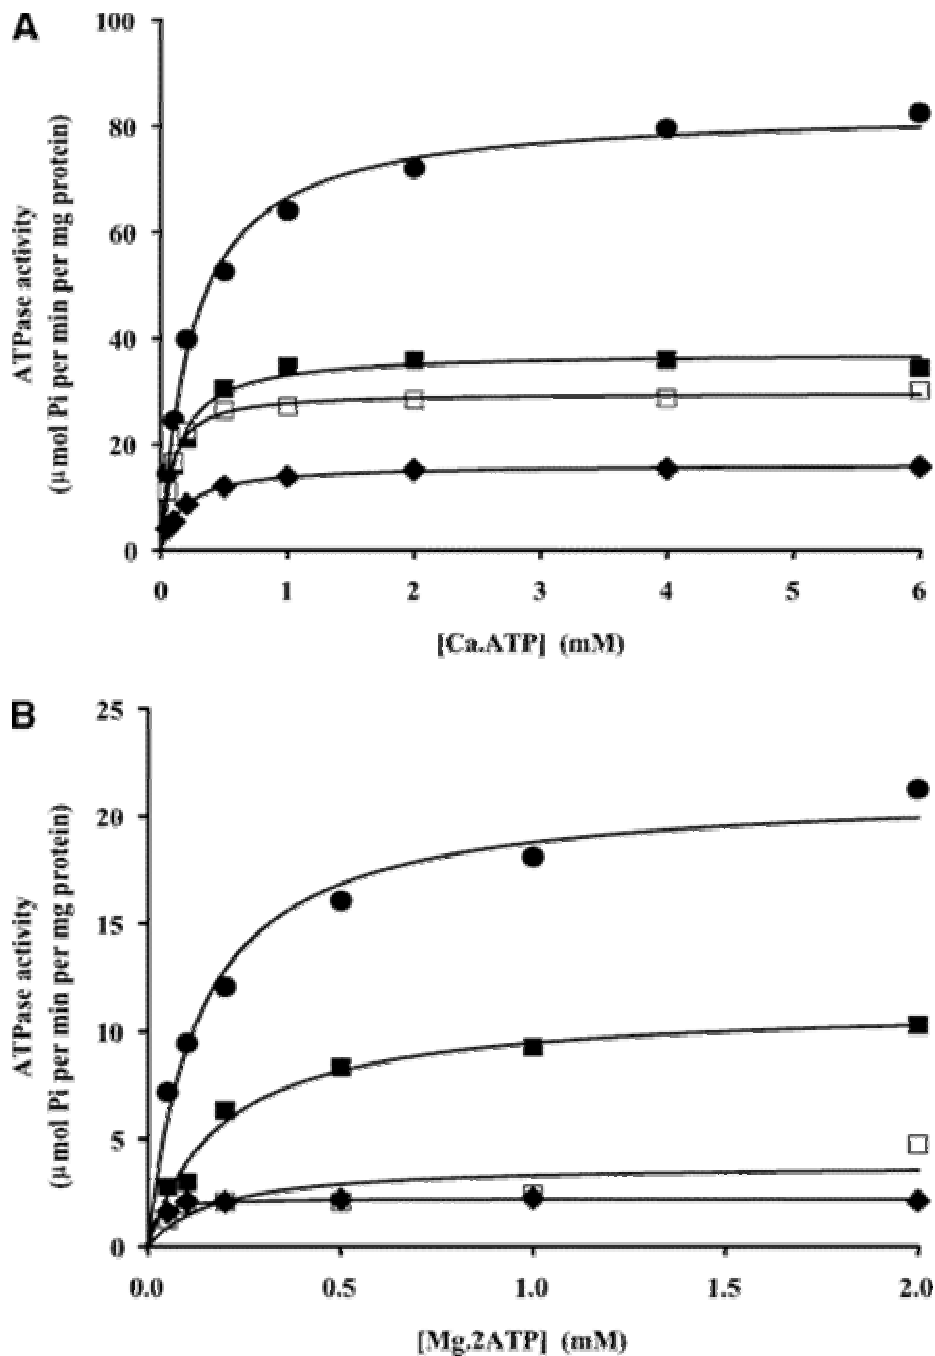 A
100
80
60
40
20
0
ATPase activity
(µmol Pi per min per mg protein)
0 1 2 3 4 5 6
[Ca.ATP] (mM)
B
25
20
15
10
5
0
ATPase activity
(µmol Pi per min per mg protein)
0.0 0.5 1.0 1.5 2.0
[Mg.2ATP] (mM)